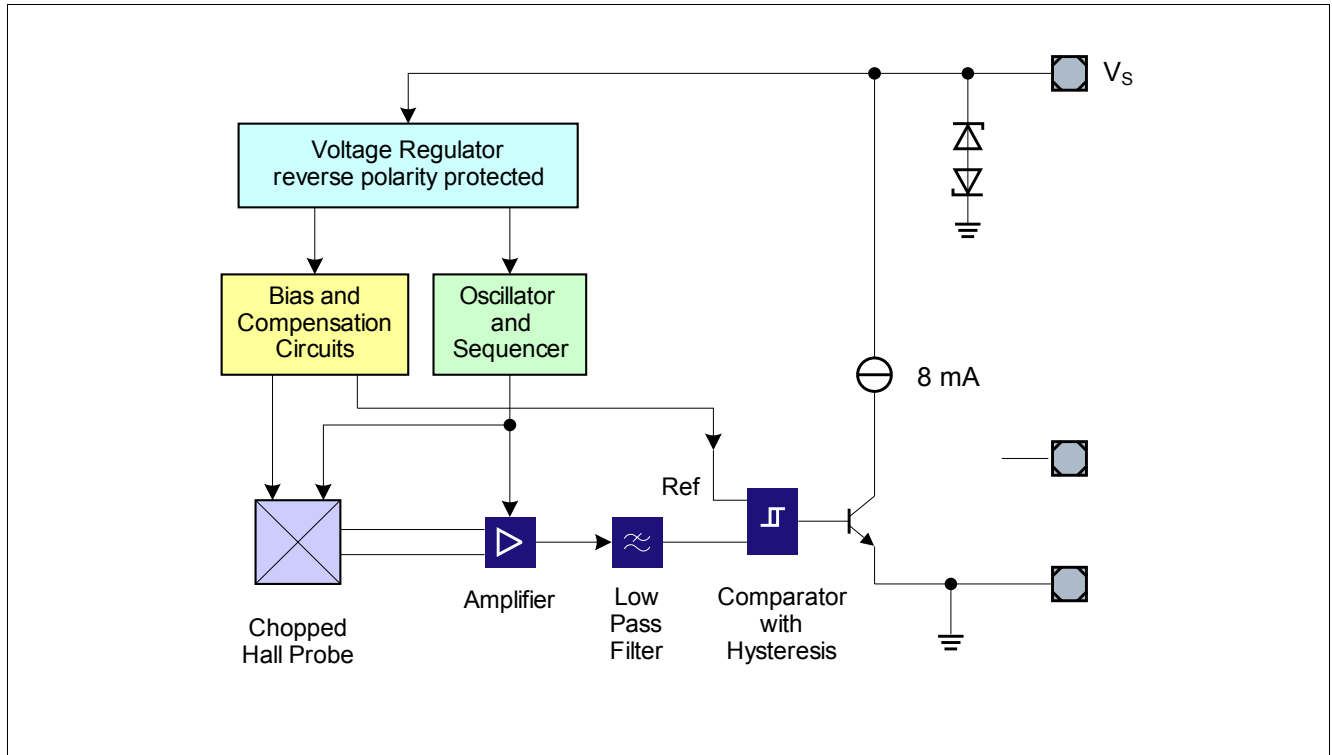 V_S
Voltage Regulator
reverse polarity protected
Bias and
Compensation
Circuits
Oscillator
and
Sequencer
8 mA
Ref
Amplifier
Low
Pass
Filter
Comparator
with
Hysteresis
Chopped
Hall Probe